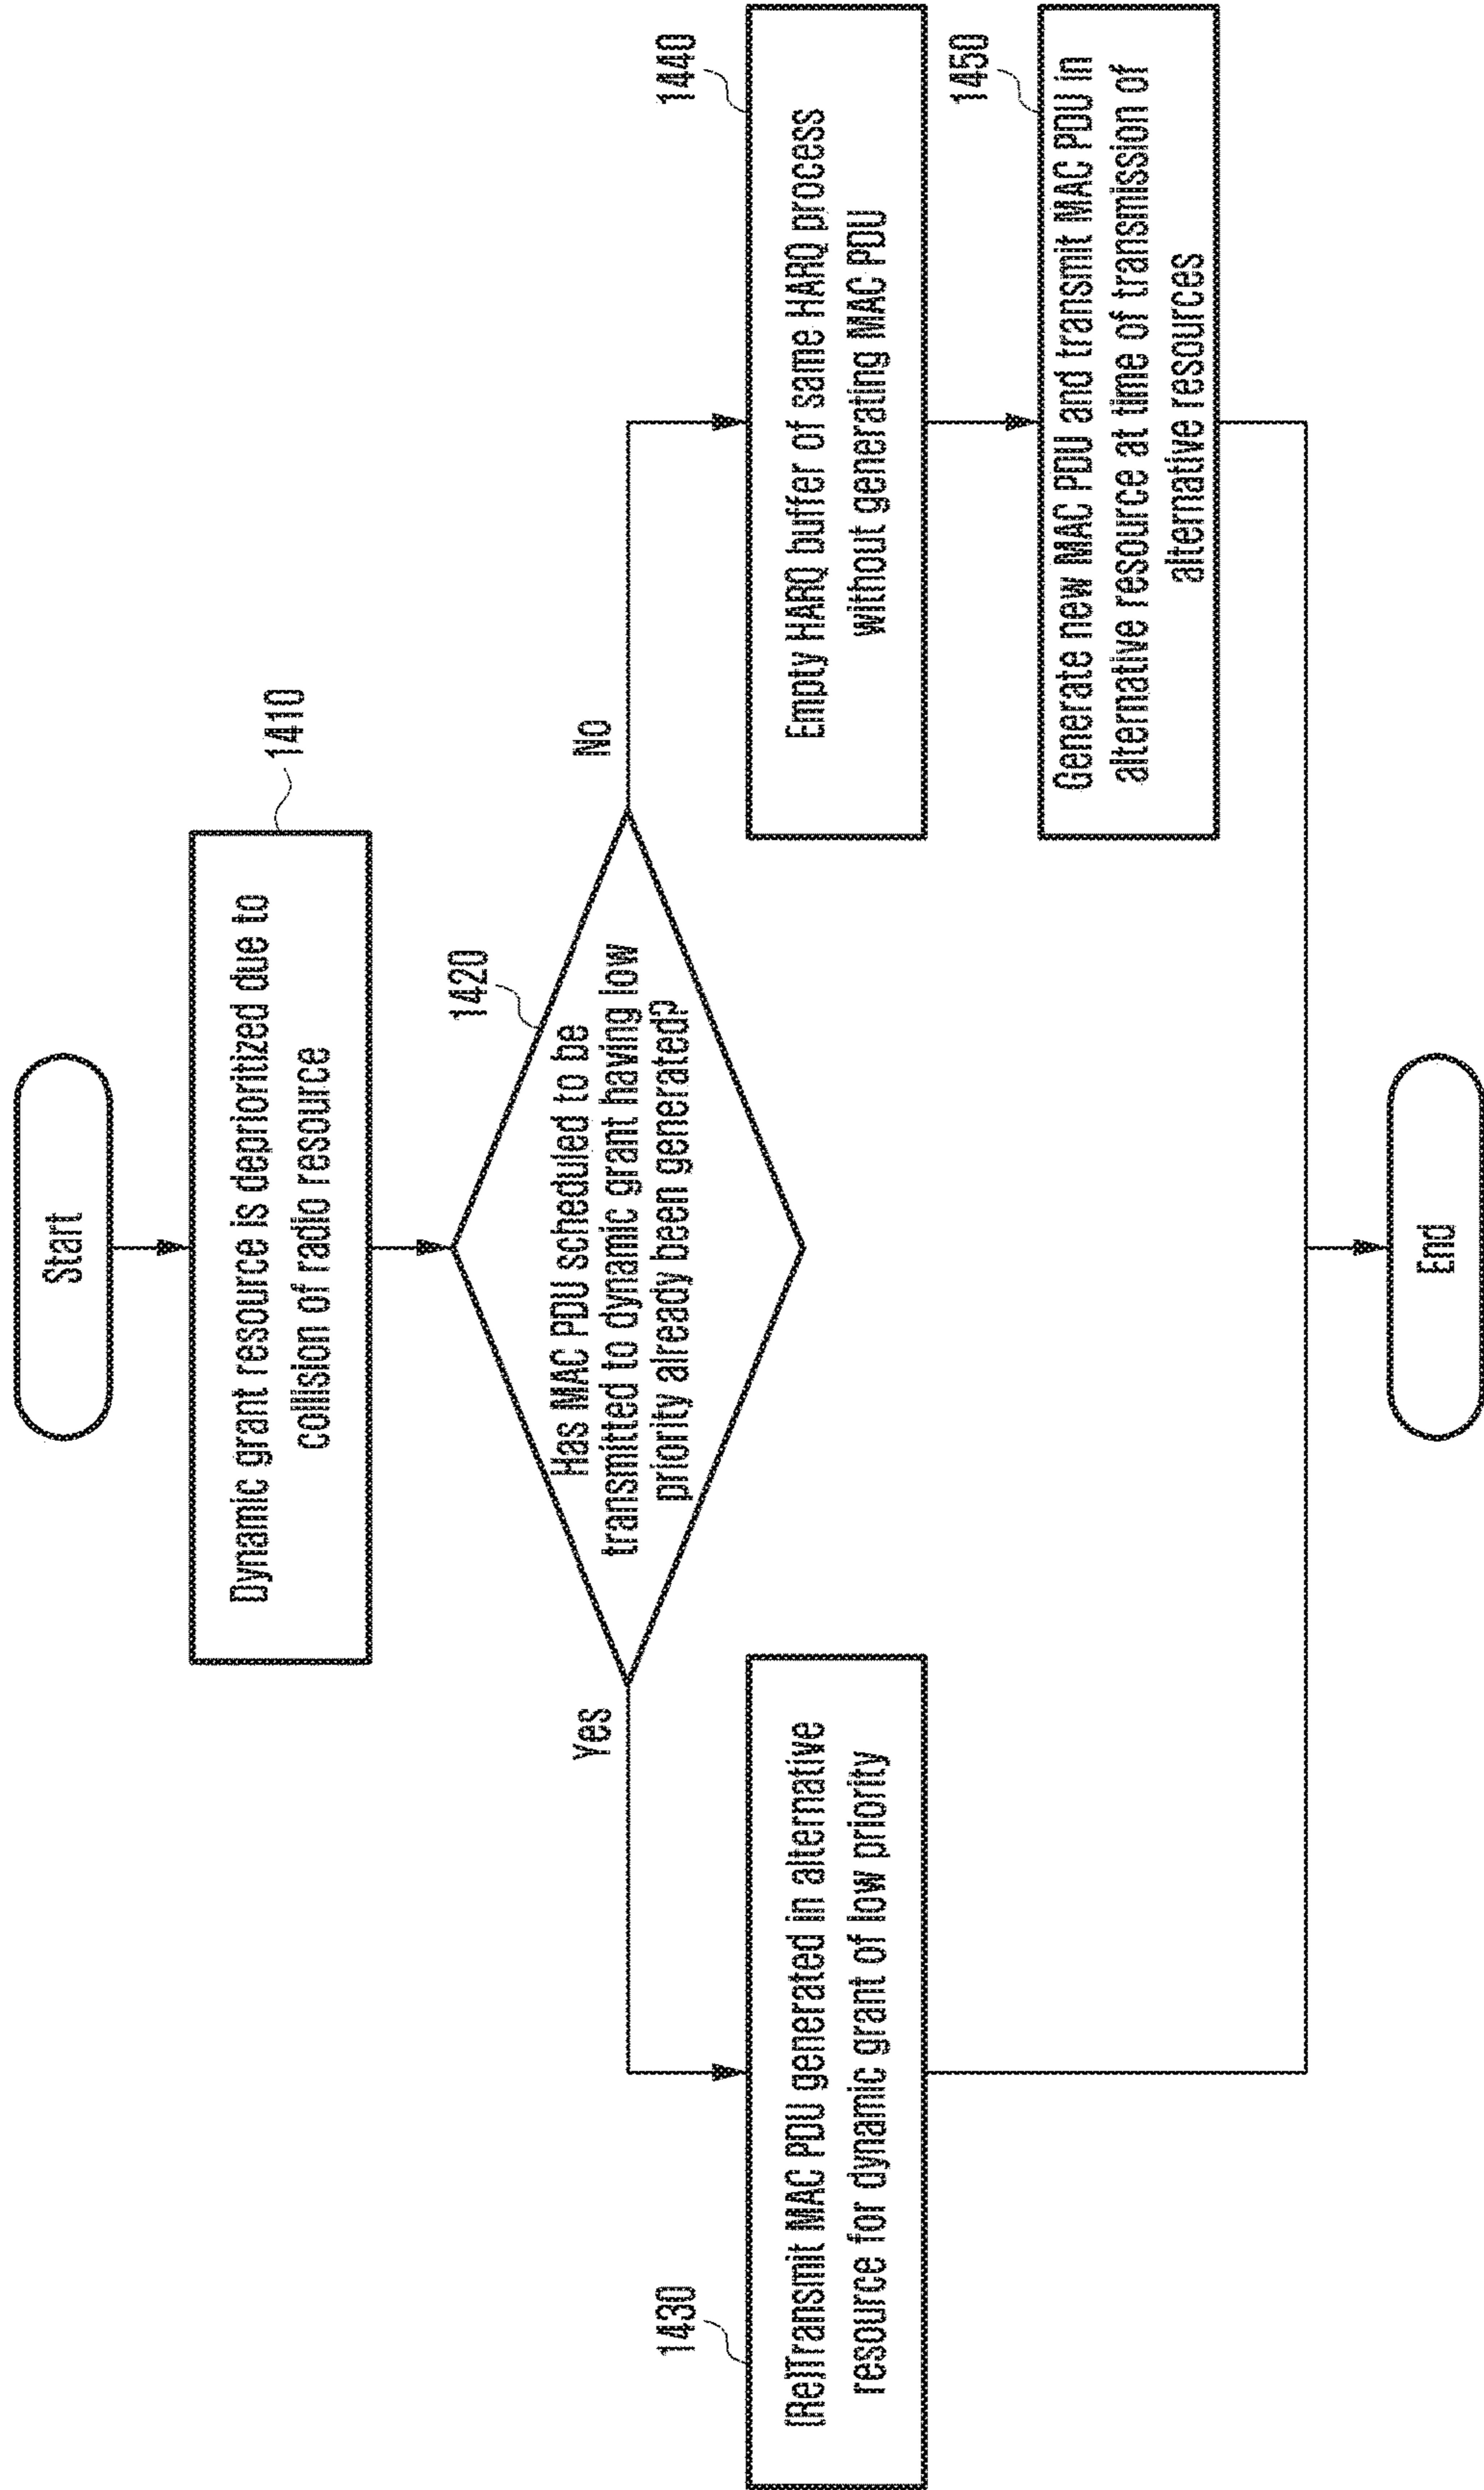 Start
1410
Dynamic grant resource is deprioritized due to
collision of radio resource
1420
Has MAC PDU scheduled to be
transmitted to dynamic grant having low
priority already been generated?
Yes
No
1430
(Re)Transmit MAC PDU generated in alternative
resource for dynamic grant of low priority
1440
Empty HARQ buffer of same HARQ process
without generating MAC PDU
1450
Generate new MAC PDU and transmit MAC PDU in
alternative resource at time of transmission of
alternative resources
End